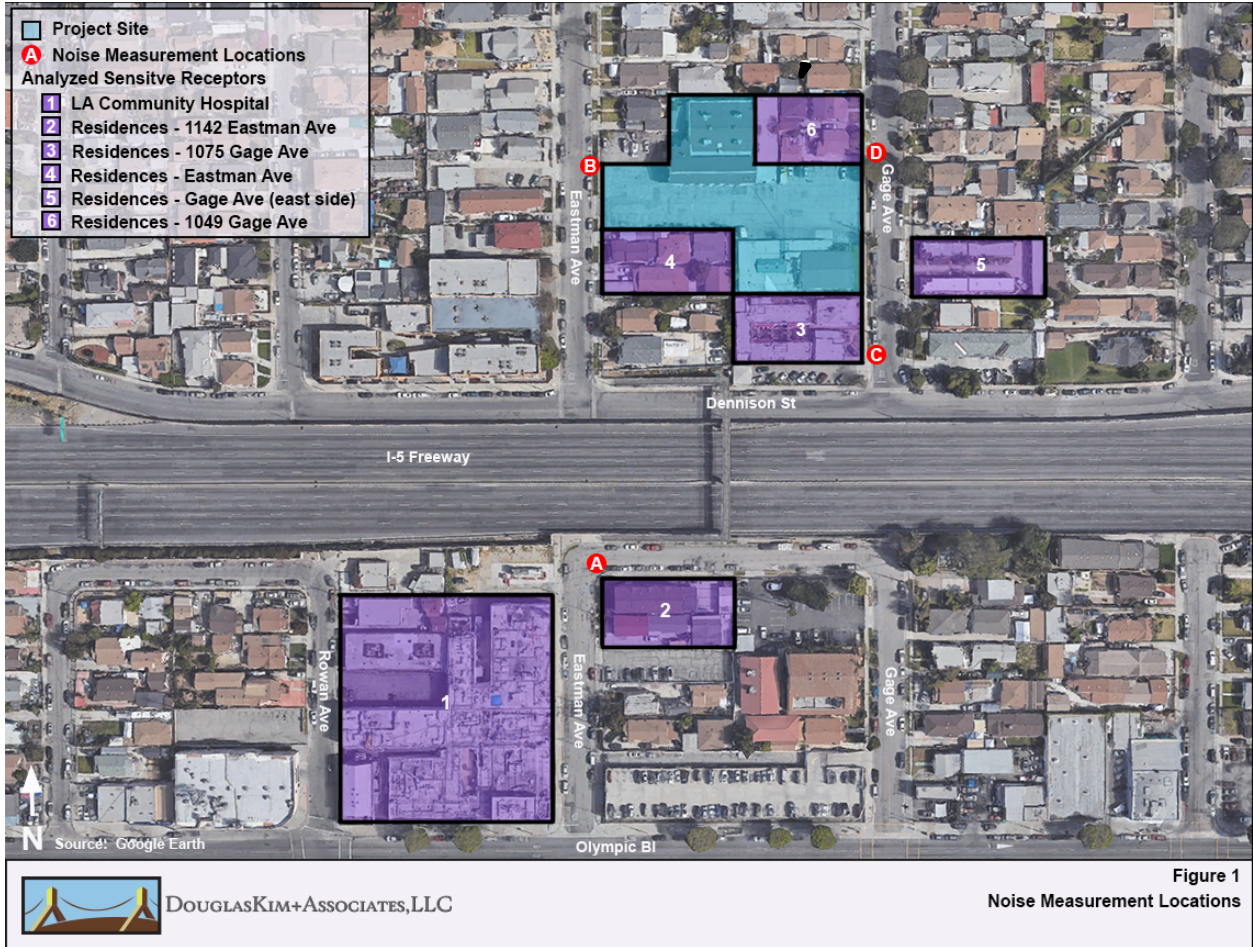 Project Site
A Noise Measurement Locations
Analyzed Sensitve Receptors
1 LA Community Hospital
2 Residences - 1142 Eastman Ave
3 Residences - 1075 Gage Ave
4 Residences - Eastman Ave
5 Residences - Gage Ave (east side)
6 Residences - 1049 Gage Ave
6
B
D
Eastman Ave
Gage Ave
4
5
3
C
Dennison St
I-5 Freeway
A
2
Rowan Ave
1
Eastman Ave
Gage Ave
N
Source: Google Earth
Olympic Bl
DOUGLASKIM+ASSOCIATES,LLC
Figure 1
Noise Measurement Locations